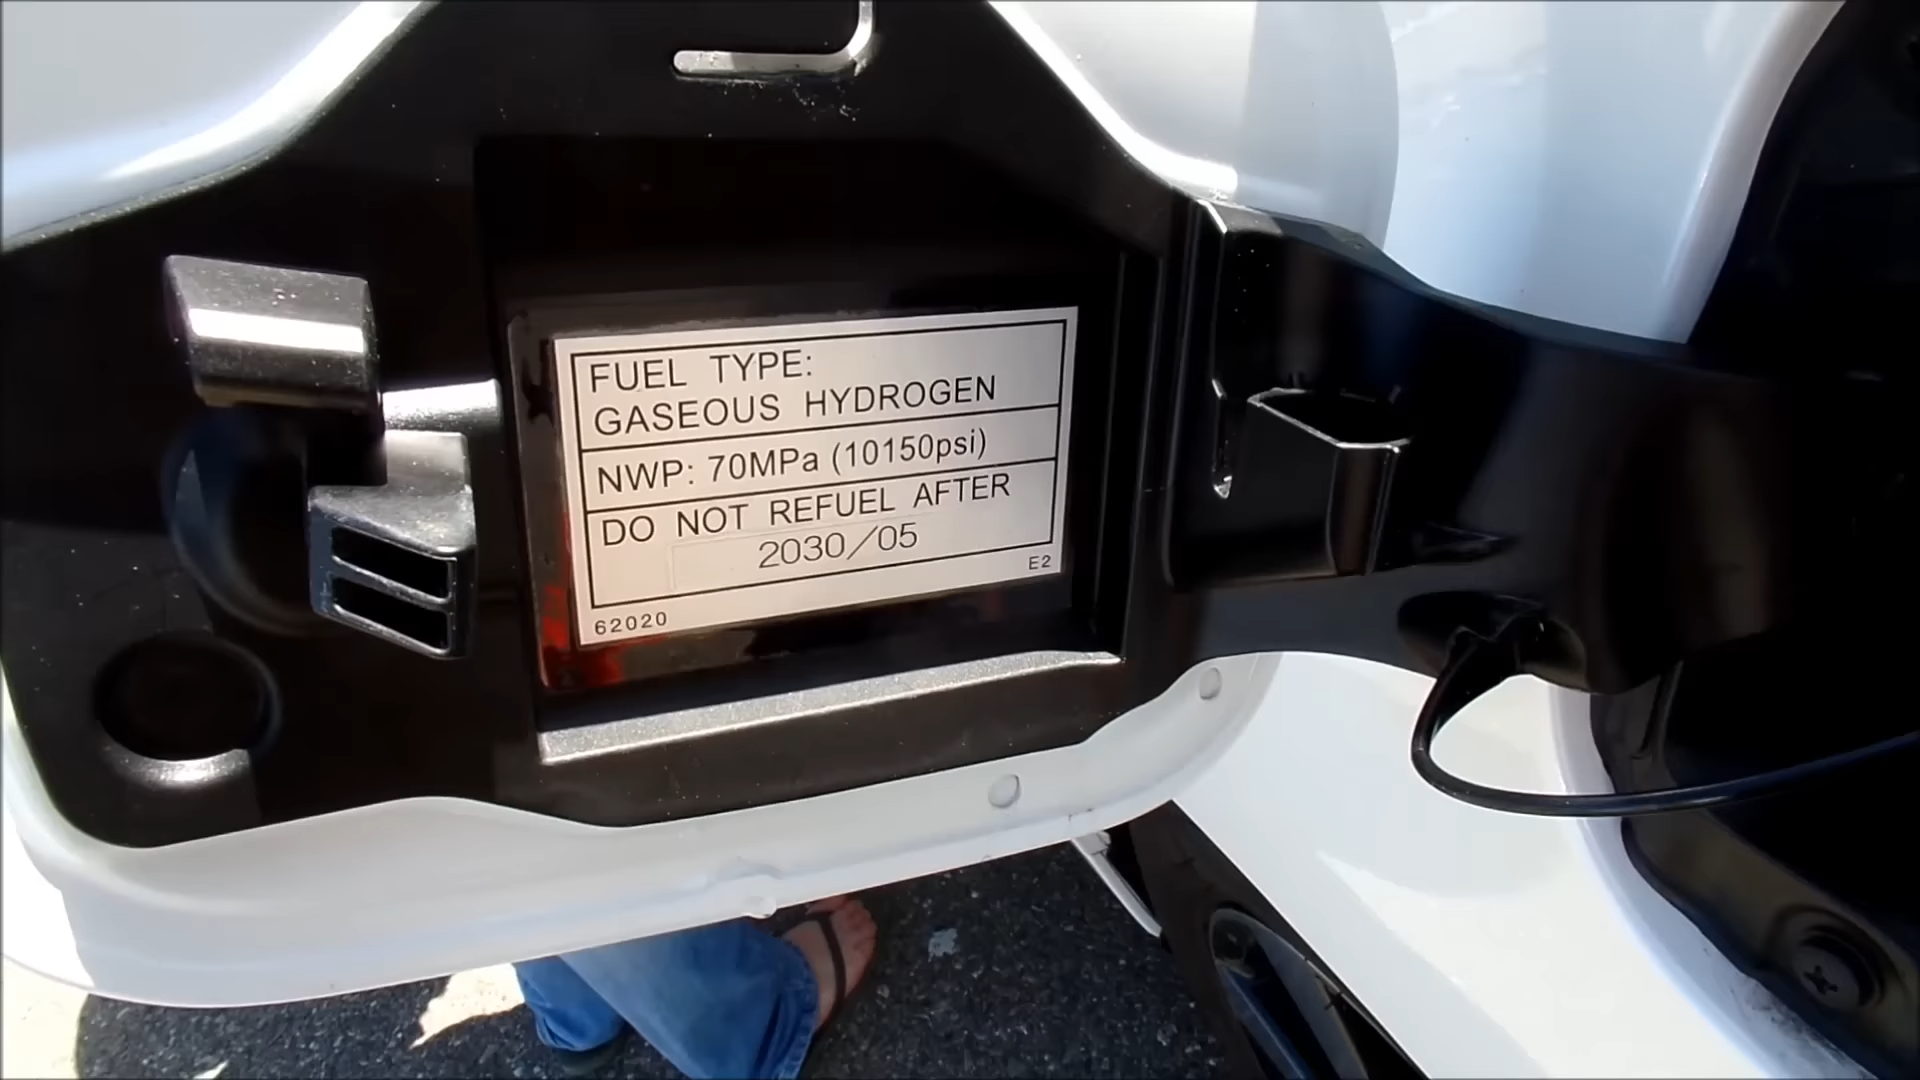 FUEL TYPE:
GASEOUS HYDROGEN
NWP: 70MPa (10150psi)
DO NOT REFUEL AFTER
2030/05
E2
62020